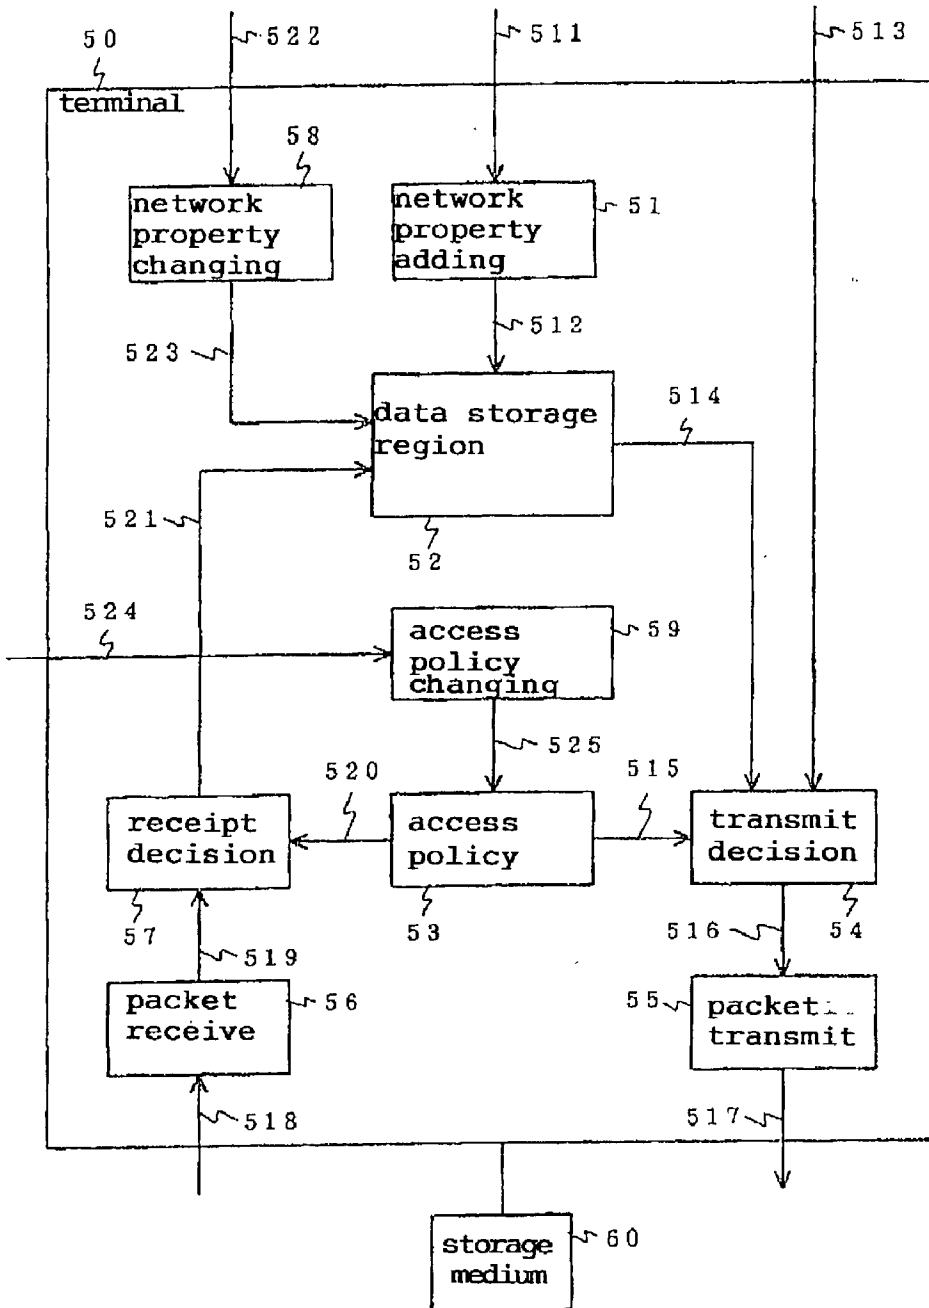 522
511
513
50
terminal
58
network
property
changing
network
property
adding
51
523
512
data storage
region
514
521
52
524
access
policy
changing
59
525
520
515
receipt
decision
access
policy
transmit
decision
57
53
516
54
519
packet
receive
56
55
packet
transmit
518
517
storage
medium
60